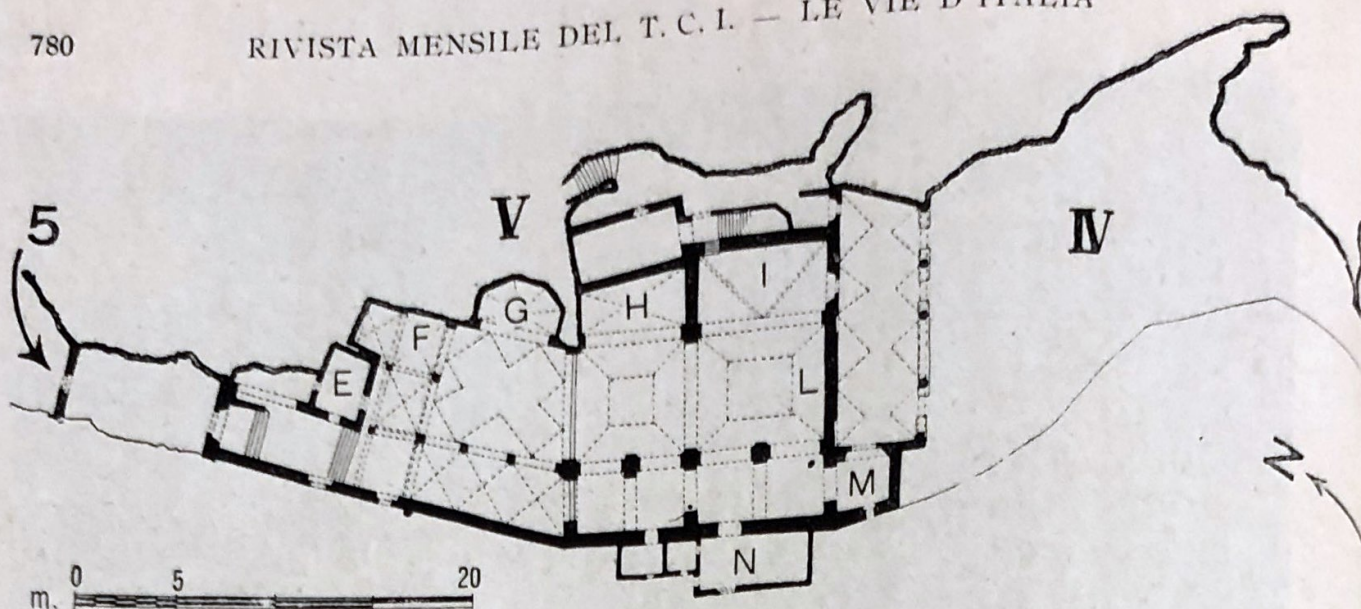 780 RIVISTA MENSILE DEL T. C. I. — LE VIE D'ITALIA
5
V
IV
I
G
H
F
E
L
M
N
N
0 5 20
m.